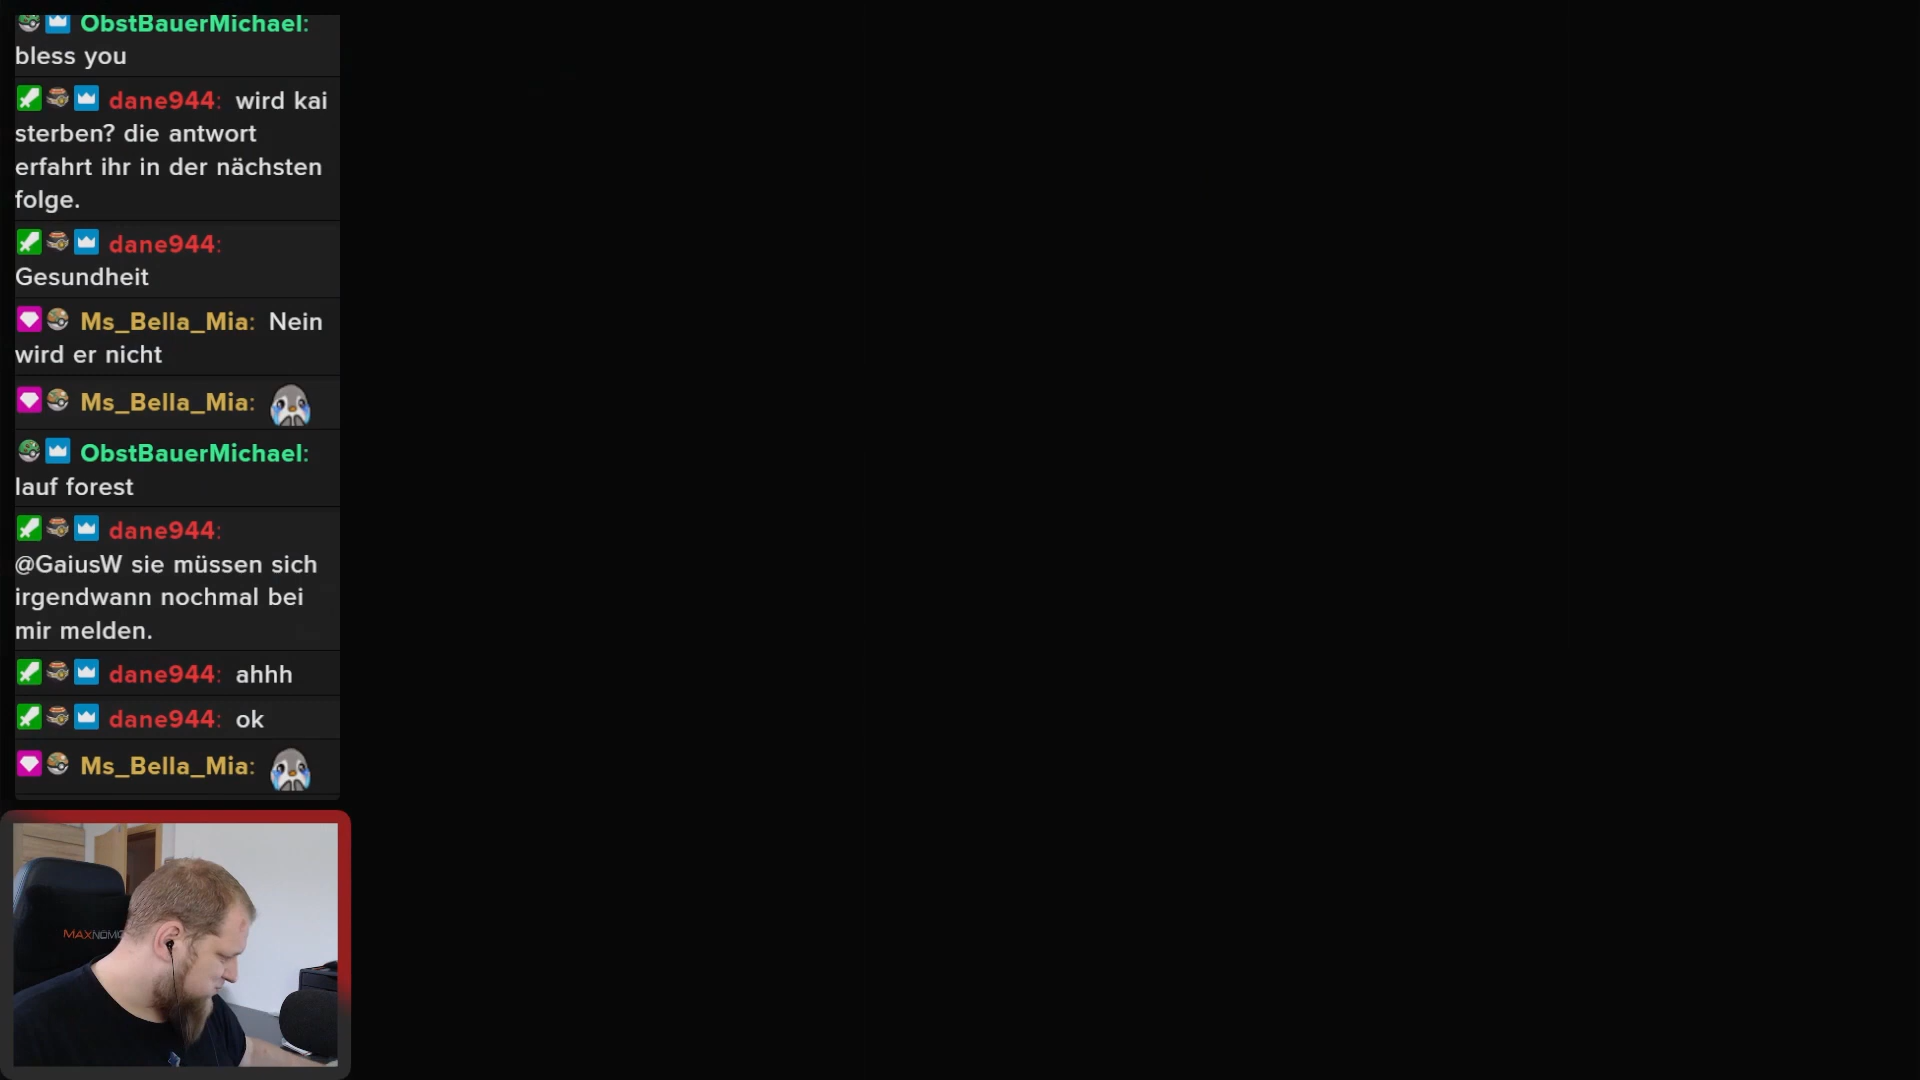 ObstBauerMichael:
bless you
dane944: wird kai
sterben? die antwort
erfahrt ihr in der nächsten
folge.
dane944:
Gesundheit
Ms_Bella_Mia: Nein
wird er nicht
Ms_Bella_Mia:
ObstBauerMichael:
lauf forest
dane944:
@GaiusW sie müssen sich
irgendwann nochmal bei
mir melden.
dane944: ahhh
dane944: ok
Ms_Bella_Mia: